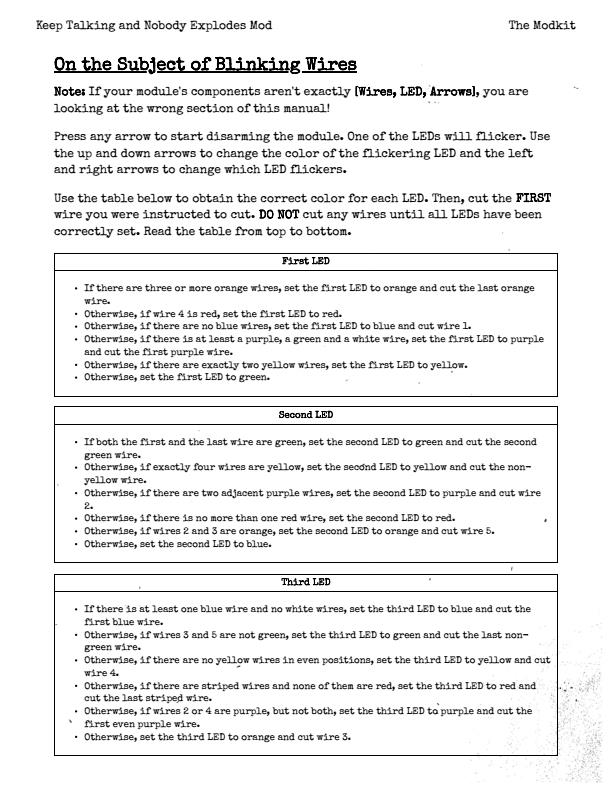 Keep Talking and Nobody Explodes Mod
The Modkit
On the Subject of Blinking Wires
Note: If your module's components aren't exactly [Wires, LED, Arrows], you are
looking at the wrong section of this manual!
Press any arrow to start disarming the module. One of the LEDs will flicker. Use
the up and down arrows to change the color of the flickering LED and the left
and right arrows to change which LED flickers.
Use the table below to obtain the correct color for each LED. Then, cut the FIRST
wire you were instructed to cut. DO NOT cut any wires until all LEDs have been
correctly set. Read the table from top to bottom.
First LED
• If there are three or more orange wires, set the first LED to orange and cut the last orange
wire.
• Otherwise, if wire 4 is red, set the first LED to red.
• Otherwise, if there are no blue wires, set the first LED to blue and cut wire 1.
• Otherwise, if there is at least a purple, a green and a white wire, set the first LED to purple
and cut the first purple wire.
• Otherwise, if there are exactly two yellow wires, set the first LED to yellow.
• Otherwise, set the first LED to green.
Second LED
• If both the first and the last wire are green, set the second LED to green and cut the second
green wire.
• Otherwise, if exactly four wires are yellow, set the second LED to yellow and cut the non-
yellow wire.
• Otherwise, if there are two adjacent purple wires, set the second LED to purple and cut wire
2.
• Otherwise, if there is no more than one red wire, set the second LED to red.
• Otherwise, if wires 2 and 3 are orange, set the second LED to orange and cut wire 5.
• Otherwise, set the second LED to blue.
Third LED
• If there is at least one blue wire and no white wires, set the third LED to blue and cut the
first blue wire.
• Otherwise, if wires 3 and 5 are not green, set the third LED to green and cut the last non-
green wire.
• Otherwise, if there are no yellow wires in even positions, set the third LED to yellow and cut
wire 4.
• Otherwise, if there are striped wires and none of them are red, set the third LED to red and
cut the last striped wire.
• Otherwise, if wires 2 or 4 are purple, but not both, set the third LED to purple and cut the
first even purple wire.
• Otherwise, set the third LED to orange and cut wire 3.